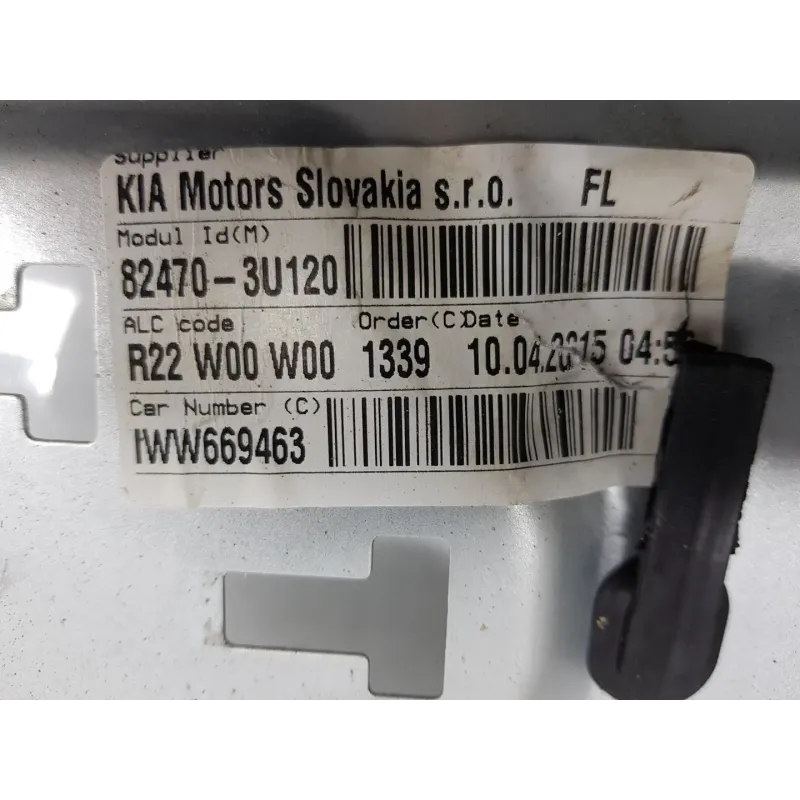 Supplier
KIA Motors Slovakia s.r.o. FL
Modul Id(M)
82470-3U120
ALC code Order(C)Date
R22 W00 W00 1339 10.04.2015 04:5
Car Number (C)
IWW669463